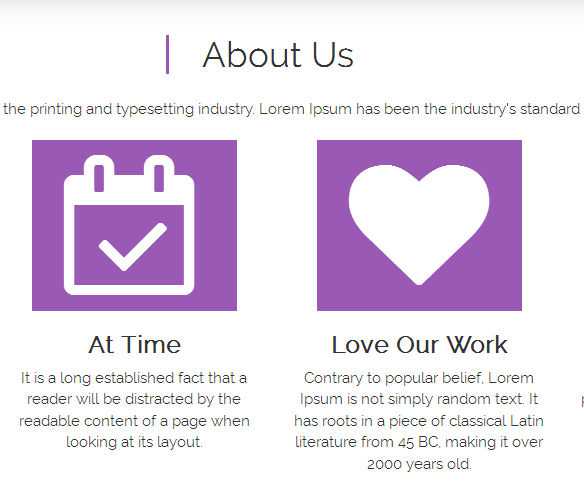 About Us
the printing and typesetting industry. Lorem Ipsum has been the industry's standard
At Time
It is a long established fact that a
reader will be distracted by the
readable content of a page when
looking at its layout.
Love Our Work
Contrary to popular belief, Lorem
Ipsum is not simply random text. It
has roots in a piece of classical Latin
literature from 45 BC, making it over
2000 years old.